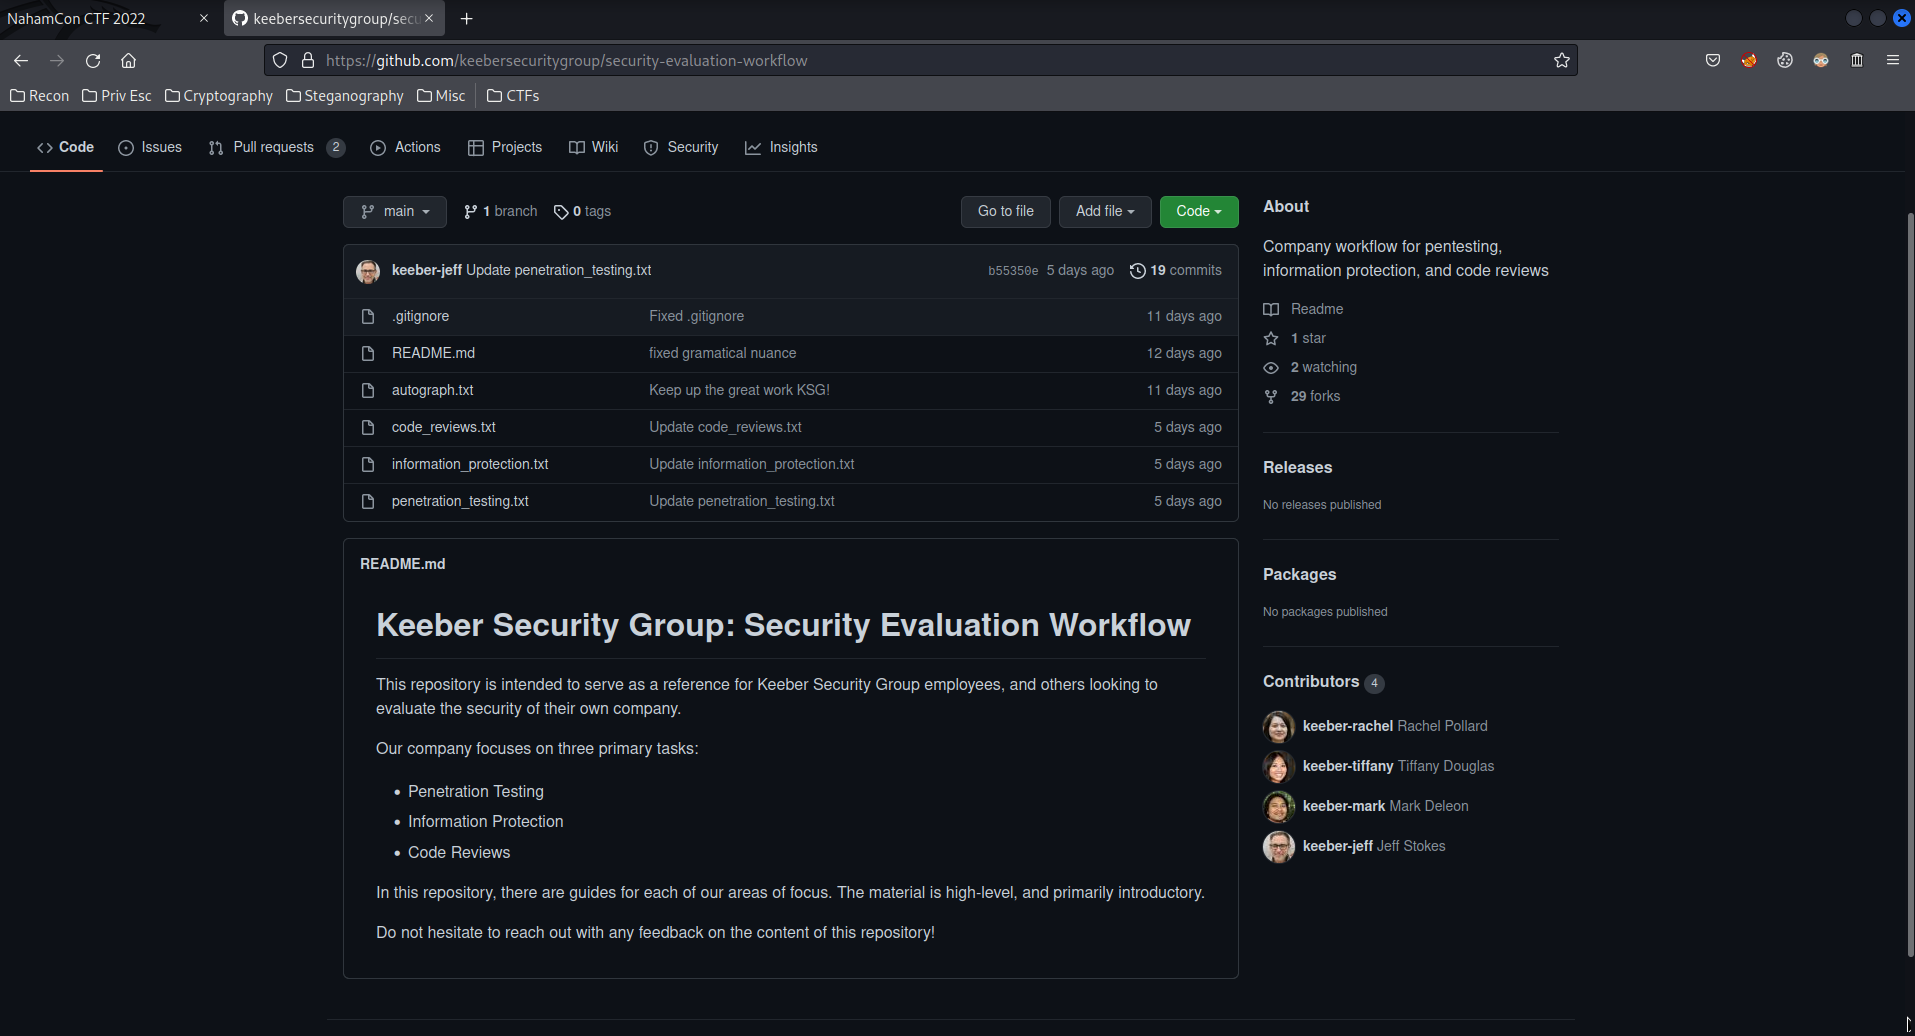 NahamCon CTF 2022
keebersecuritygroup/secu
https://github.com/keebersecuritygroup/security-evaluation-workflow
Recon Priv Esc Cryptography Steganography Misc CTFs
Code Issues Pull requests 2 Actions Projects Wiki Security Insights
main 1 branch 0 tags Go to file Add file Code
keeber-jeff Update penetration_testing.txt b55350e 5 days ago 19 commits
.gitignore Fixed .gitignore 11 days ago
README.md fixed gramatical nuance 12 days ago
autograph.txt Keep up the great work KSG! 11 days ago
code_reviews.txt Update code_reviews.txt 5 days ago
information_protection.txt Update information_protection.txt 5 days ago
penetration_testing.txt Update penetration_testing.txt 5 days ago
README.md
Keeber Security Group: Security Evaluation Workflow
This repository is intended to serve as a reference for Keeber Security Group employees, and others looking to
evaluate the security of their own company.
Our company focuses on three primary tasks:
• Penetration Testing
• Information Protection
• Code Reviews
In this repository, there are guides for each of our areas of focus. The material is high-level, and primarily introductory.
Do not hesitate to reach out with any feedback on the content of this repository!
About
Company workflow for pentesting,
information protection, and code reviews
Readme
1 star
2 watching
29 forks
Releases
No releases published
Packages
No packages published
Contributors 4
keeber-rachel Rachel Pollard
keeber-tiffany Tiffany Douglas
keeber-mark Mark Deleon
keeber-jeff Jeff Stokes